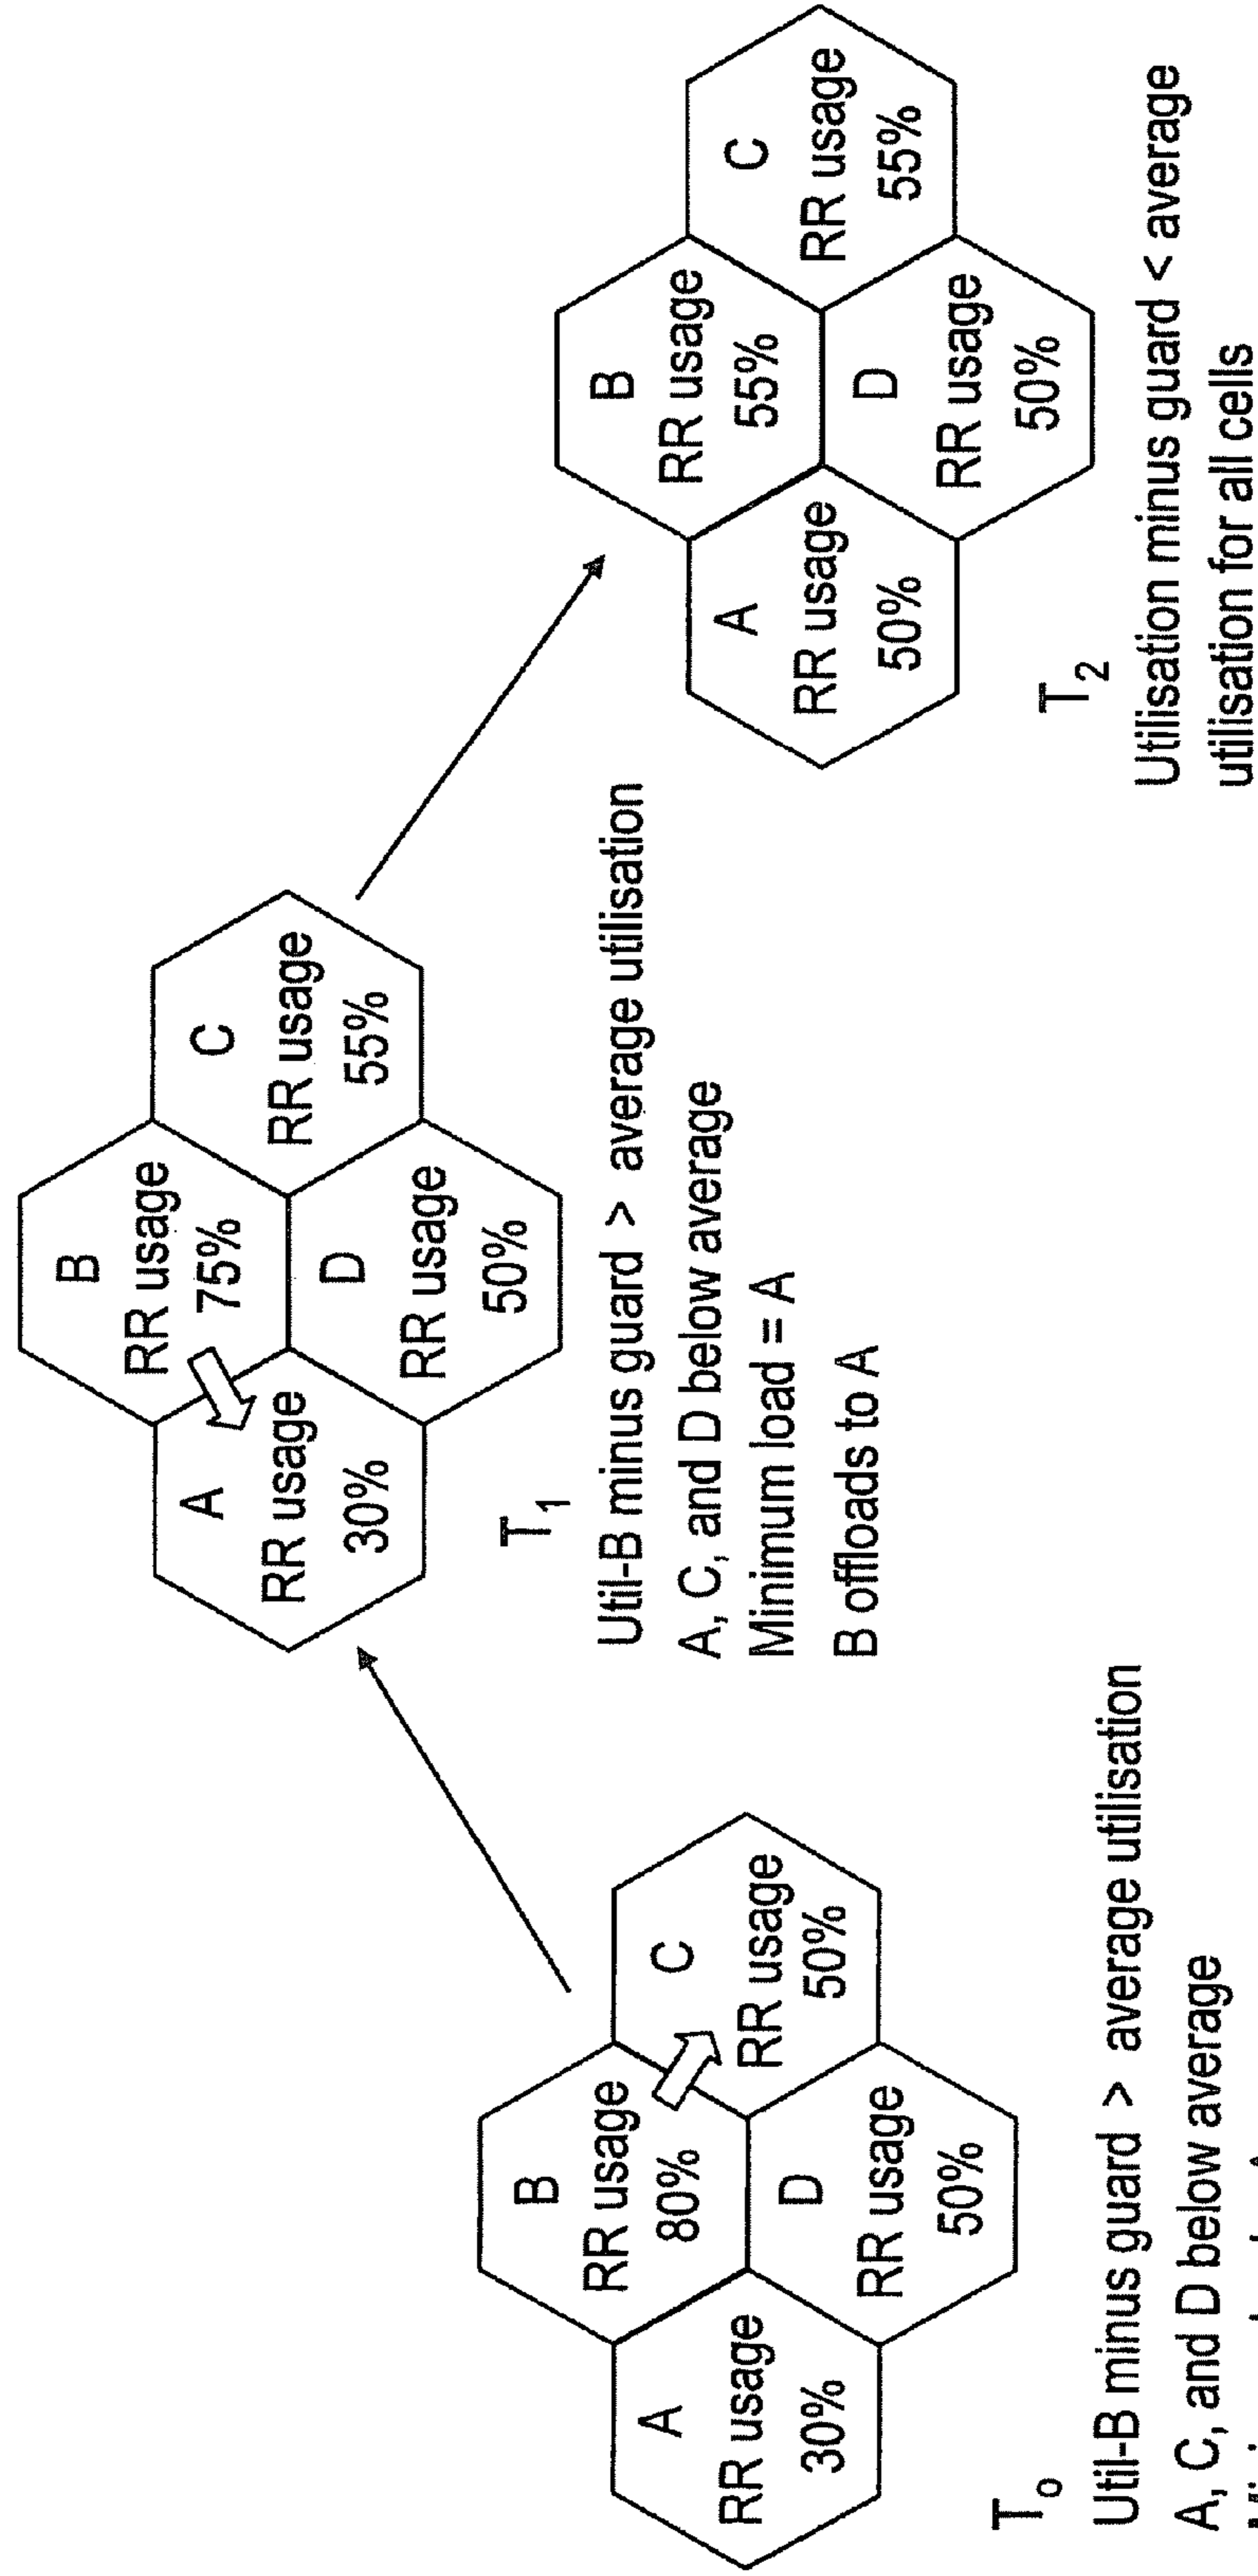 A
RR usage
30%
B
RR usage
80%
C
RR usage
50%
D
RR usage
50%
T₀
Util-B minus guard > average utilisation
A, C, and D below average
A
RR usage
30%
B
RR usage
75%
C
RR usage
55%
D
RR usage
50%
T₁
Util-B minus guard > average utilisation
A, C, and D below average
Minimum load = A
B offloads to A
A
RR usage
50%
B
RR usage
55%
C
RR usage
55%
D
RR usage
50%
T₂
Utilisation minus guard < average
utilisation for all cells